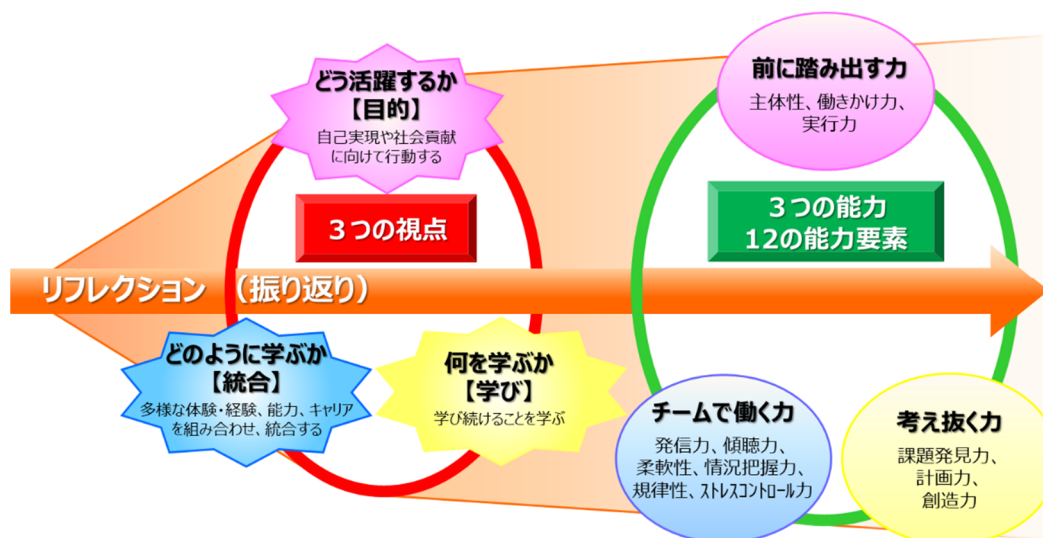 どう活躍するか
【目的】
自己実現や社会貢献
に向けて行動する
３つの視点
リフレクション （振り返り）
どのように学ぶか
【統合】
多様な体験・経験、能力、キャリア
を組み合わせ、統合する
何を学ぶか
【学び】
学び続けることを学ぶ
前に踏み出す力
主体性、働きかけ力、
実行力
３つの能力
12の能力要素
チームで働く力
発信力、傾聴力、
柔軟性、情況把握力、
規律性、ｽﾄﾚｽｺﾝﾄﾛｰﾙ力
考え抜く力
課題発見力、
計画力、
創造力